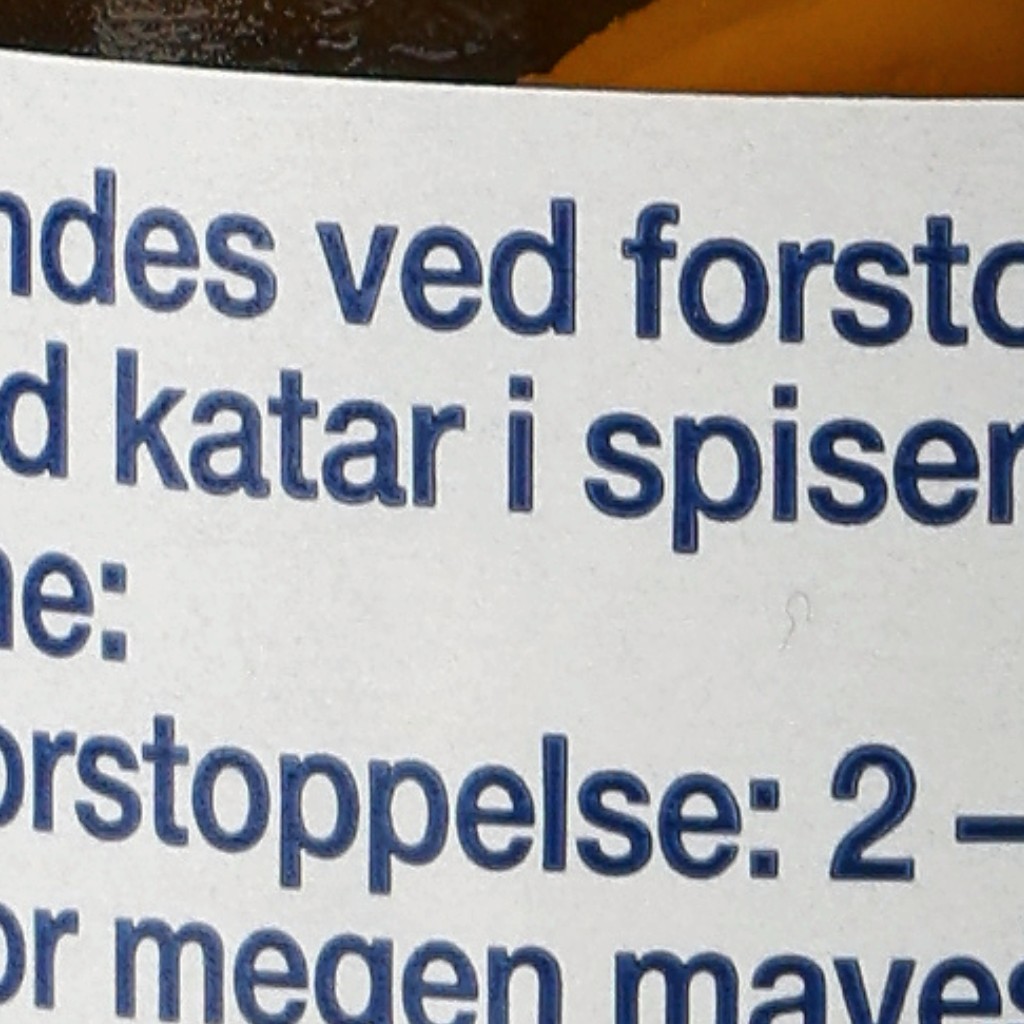 ndes ved forsto
d katar i spiser
ne:
orstoppelse: 2 –
or megen maves